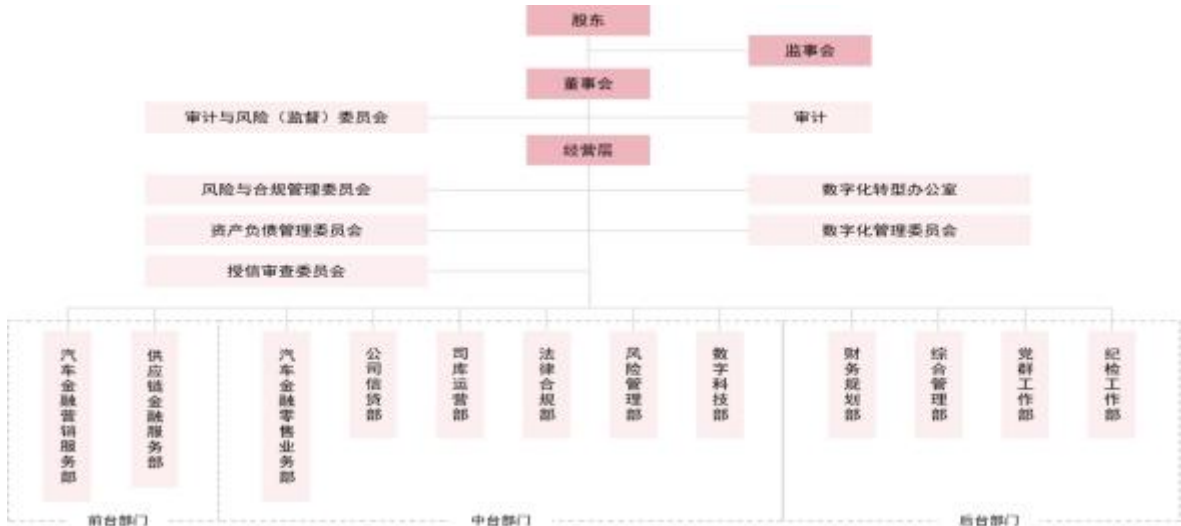 股东
监事会
董事会
审计与风险（监督）委员会
审计
经营层
风险与合规管理委员会
数字化转型办公室
资产负债管理委员会
数字化管理委员会
授信审查委员会
汽车金融营销服务部
供应链金融服务部
汽车金融零售业务部
公司信贷部
司库运营部
法律合规部
风险管理部
数字科技部
财务规划部
综合管理部
党群工作部
纪检工作部
前台部门
中台部门
后台部门